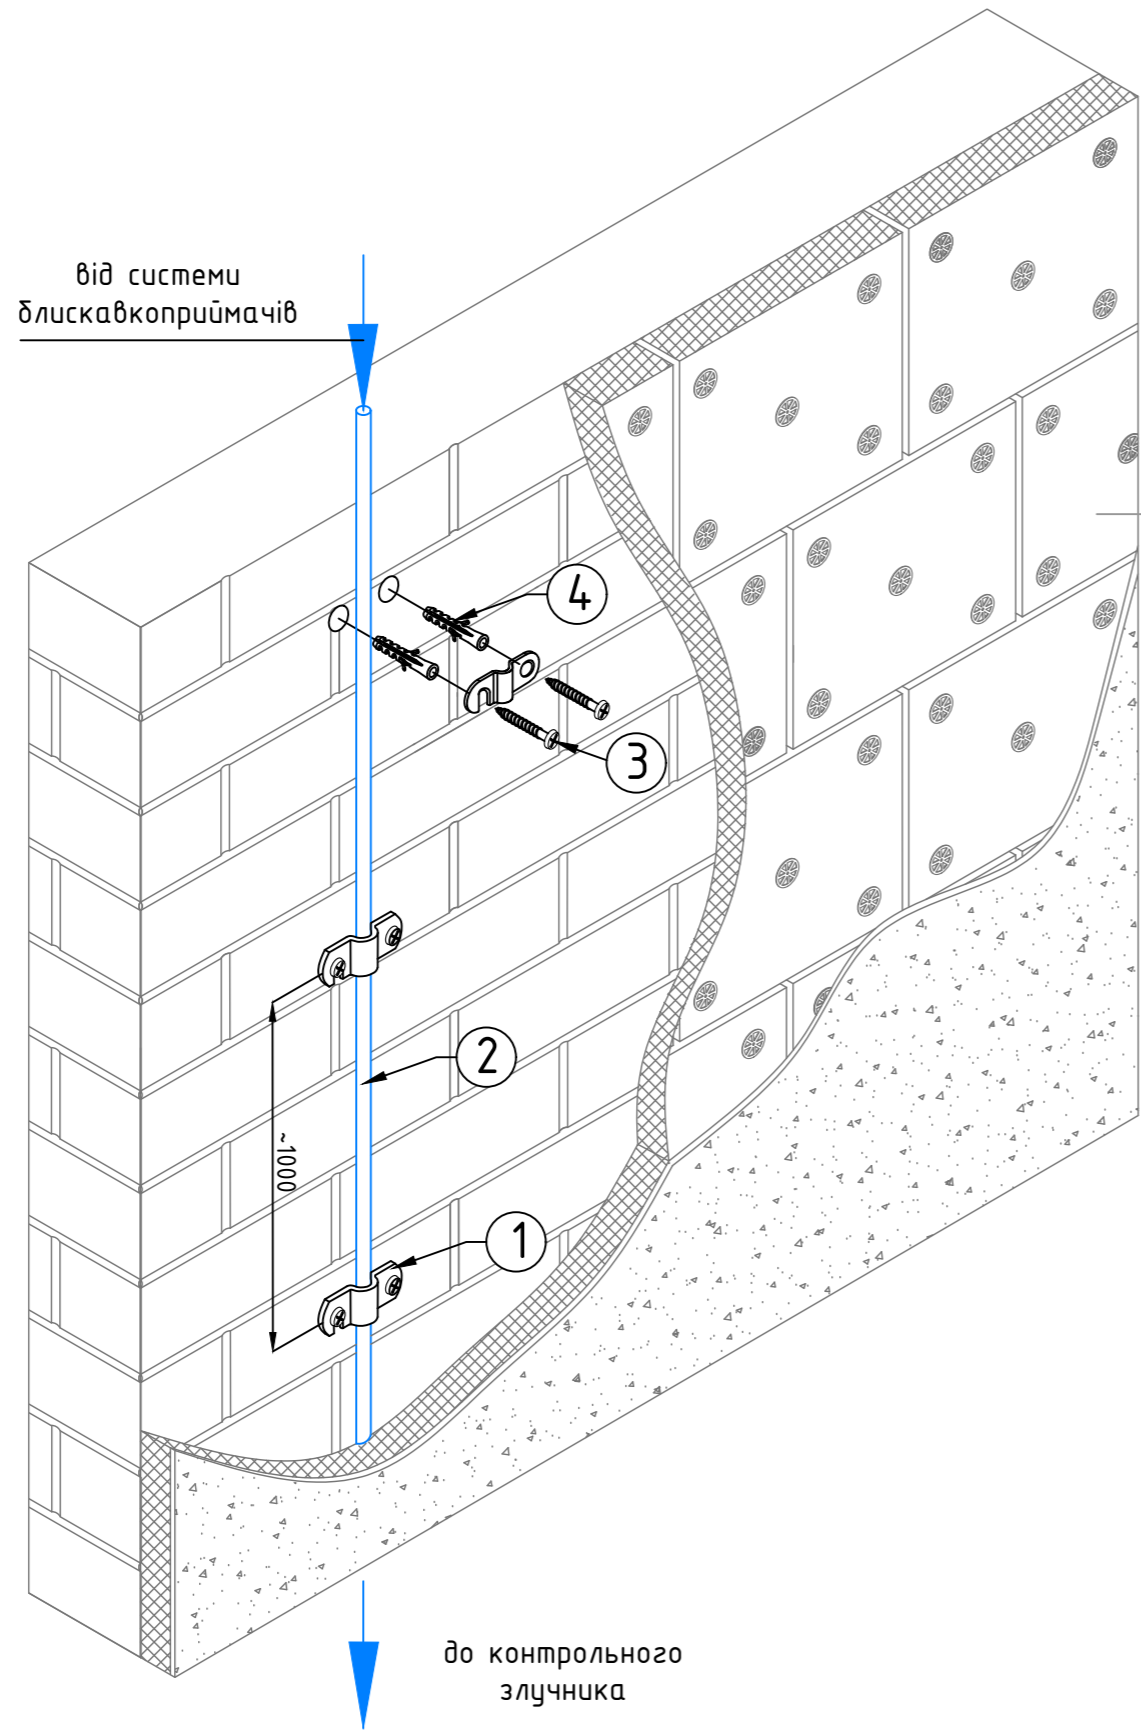 від системи
блискавкоприймачів
4
3
2
~1000
1
до контрольного
злучника